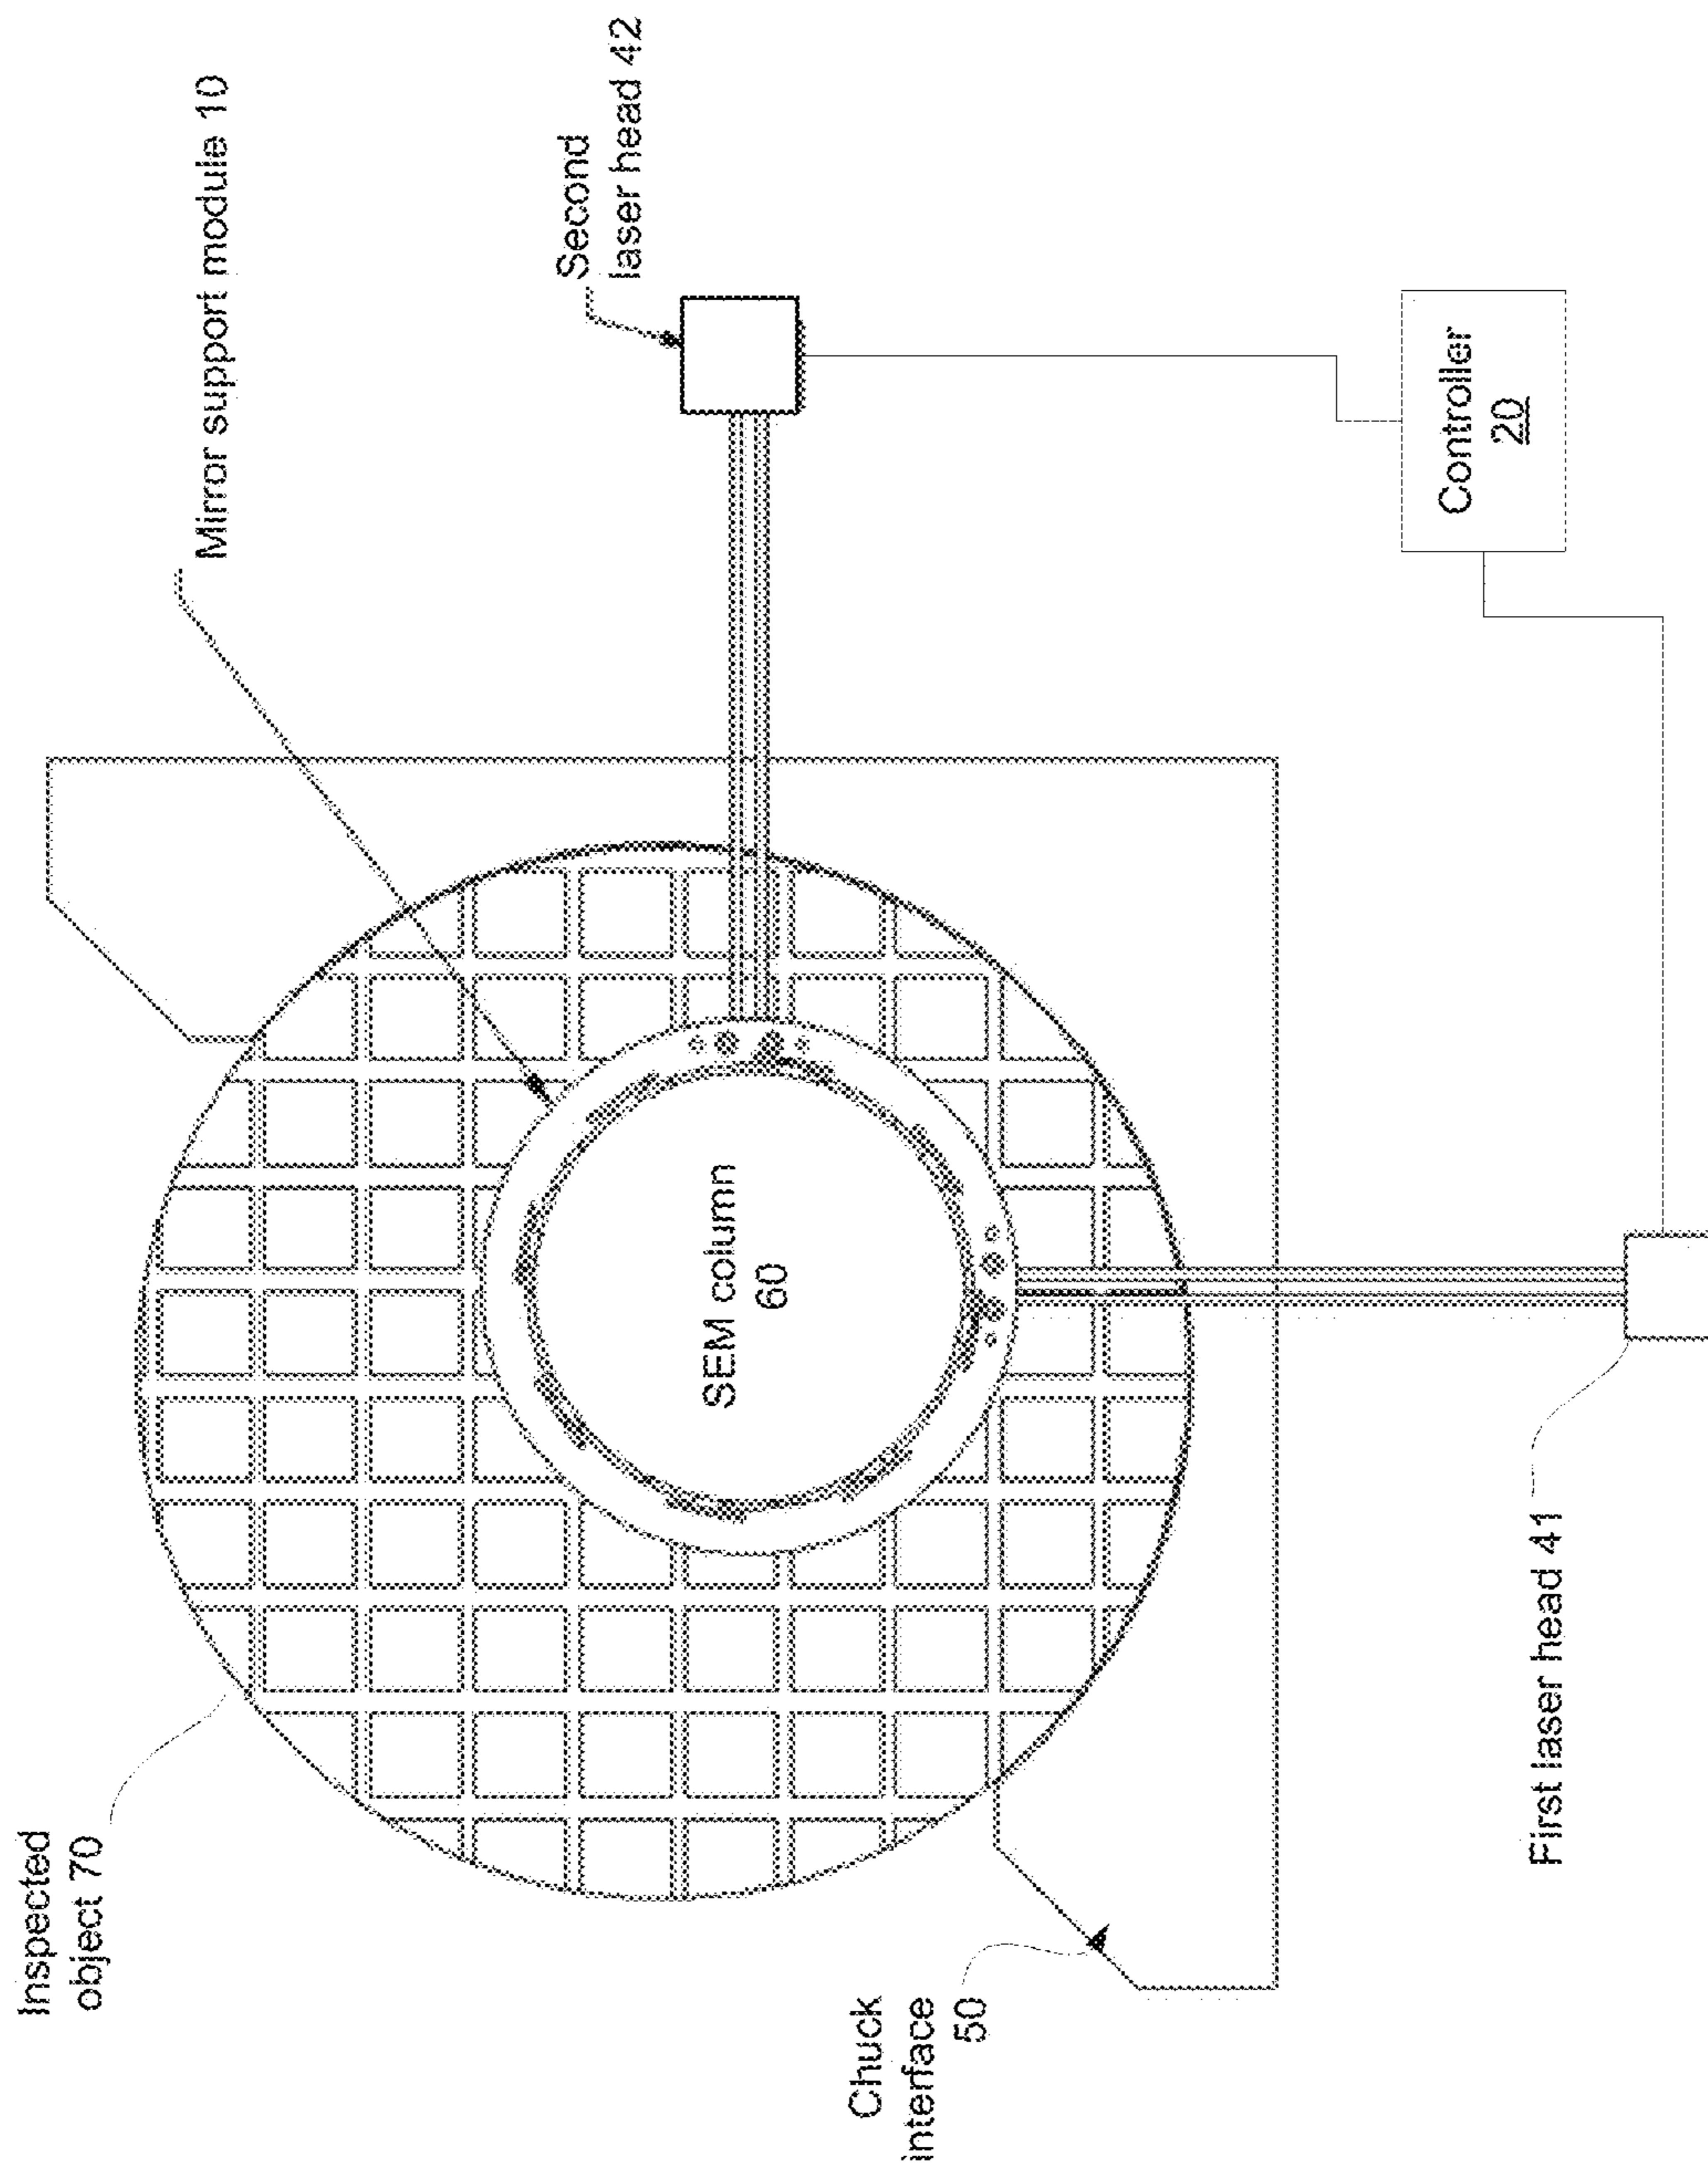 Inspected
object 70
Mirror support module 10
Second
laser head 42
SEM column
60
Chuck
interface
50
Controller
20
First laser head 41